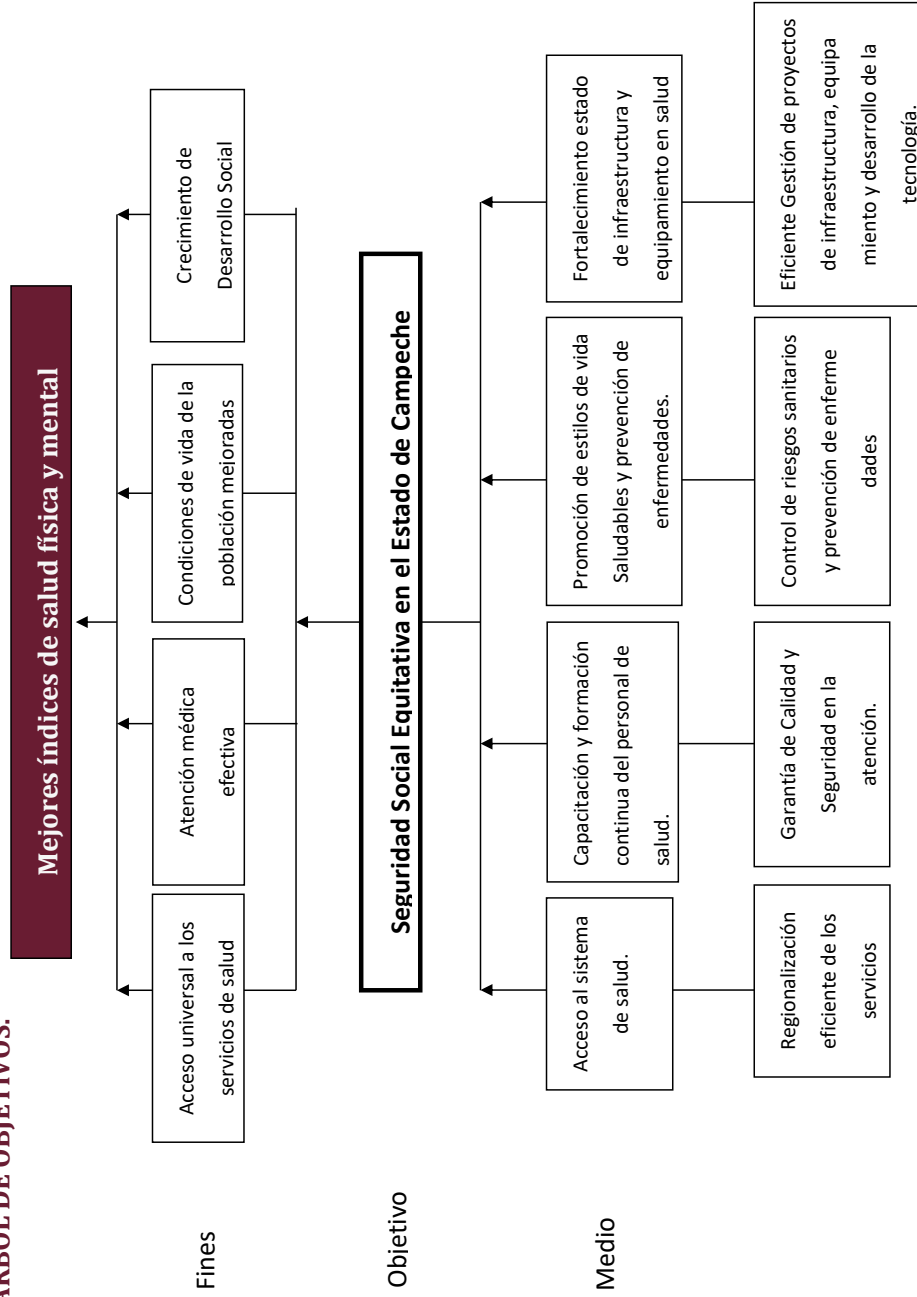 ÁRBOL DE OBJETIVOS.
Mejores índices de salud física y mental
Fines
Acceso universal a los
servicios de salud
Atención médica
efectiva
Condiciones de vida de la
población mejoradas
Crecimiento de
Desarrollo Social
Objetivo
Seguridad Social Equitativa en el Estado de Campeche
Medio
Acceso al sistema
de salud.
Capacitación y formación
continua del personal de
salud.
Promoción de estilos de vida
Saludables y prevención de
enfermedades.
Fortalecimiento estado
de infraestructura y
equipamiento en salud
Regionalización
eficiente de los
servicios
Garantía de Calidad y
Seguridad en la
atención.
Control de riesgos sanitarios
y prevención de enferme
dades
Eficiente Gestión de proyectos
de infraestructura, equipa
miento y desarrollo de la
tecnología.